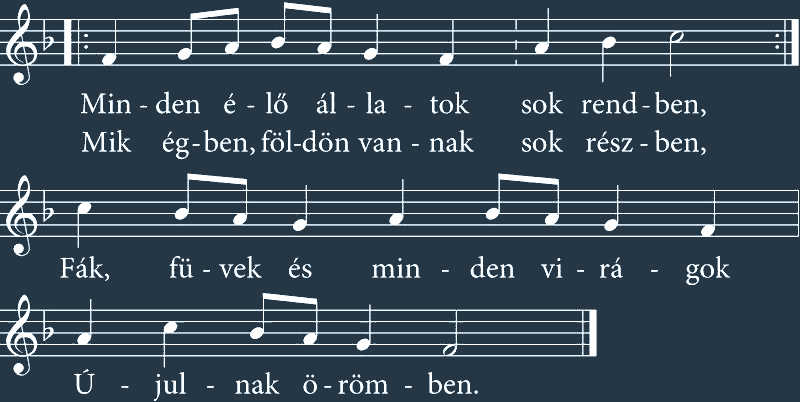 Min - den é - lő ál - la - tok sok rend - ben,
Mik ég - ben, föl - dön van - nak sok rész - ben,
Fák, fü - vek és min - den vi - rá - gok
Ú - jul - nak ö - röm - ben.